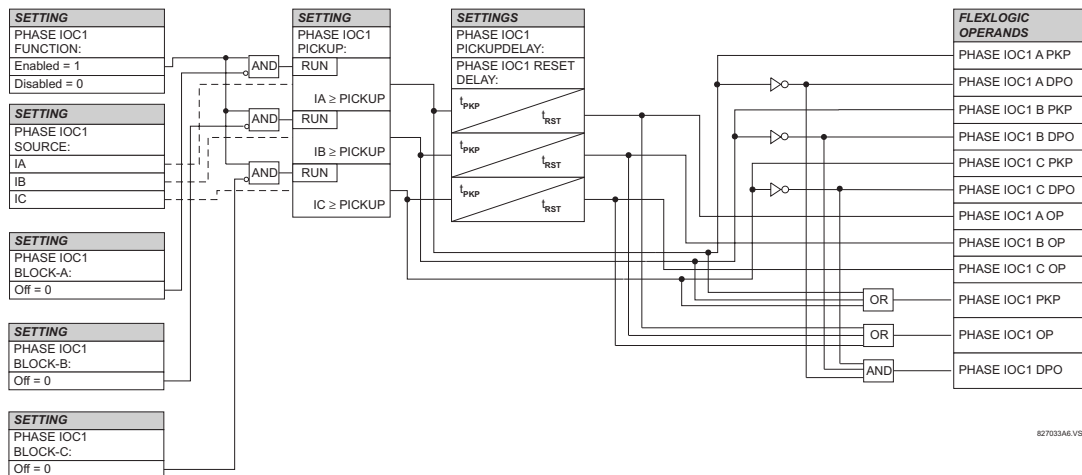 SETTING
PHASE IOC1
FUNCTION:
Enabled = 1
Disabled = 0
SETTING
PHASE IOC1
SOURCE:
IA
IB
IC
SETTING
PHASE IOC1
BLOCK-A:
Off = 0
SETTING
PHASE IOC1
BLOCK-B:
Off = 0
SETTING
PHASE IOC1
BLOCK-C:
Off = 0
AND
AND
AND
SETTING
PHASE IOC1
PICKUP:
RUN
IA ≥ PICKUP
RUN
IB ≥ PICKUP
RUN
IC ≥ PICKUP
SETTINGS
PHASE IOC1
PICKUPDELAY:
PHASE IOC1 RESET
DELAY:
tPKP
tRST
tPKP
tRST
tPKP
tRST
OR
OR
AND
FLEXLOGIC
OPERANDS
PHASE IOC1 A PKP
PHASE IOC1 A DPO
PHASE IOC1 B PKP
PHASE IOC1 B DPO
PHASE IOC1 C PKP
PHASE IOC1 C DPO
PHASE IOC1 A OP
PHASE IOC1 B OP
PHASE IOC1 C OP
PHASE IOC1 PKP
PHASE IOC1 OP
PHASE IOC1 DPO
827033A6.VS